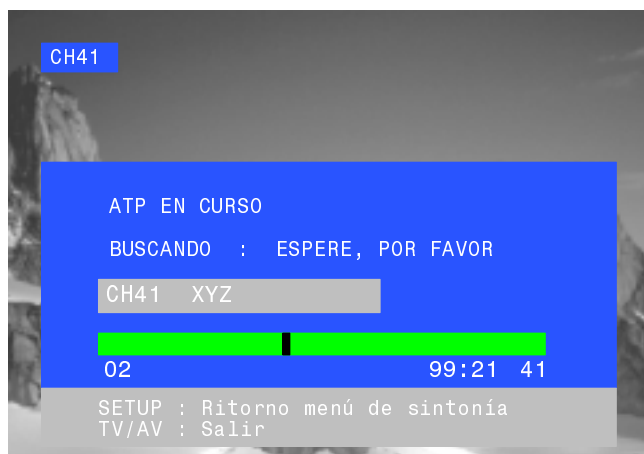 CH41
ATP EN CURSO
BUSCANDO : ESPERE, POR FAVOR
CH41 XYZ
02 99:21 41
SETUP : Ritorno menú de sintonía
TV/AV : Salir